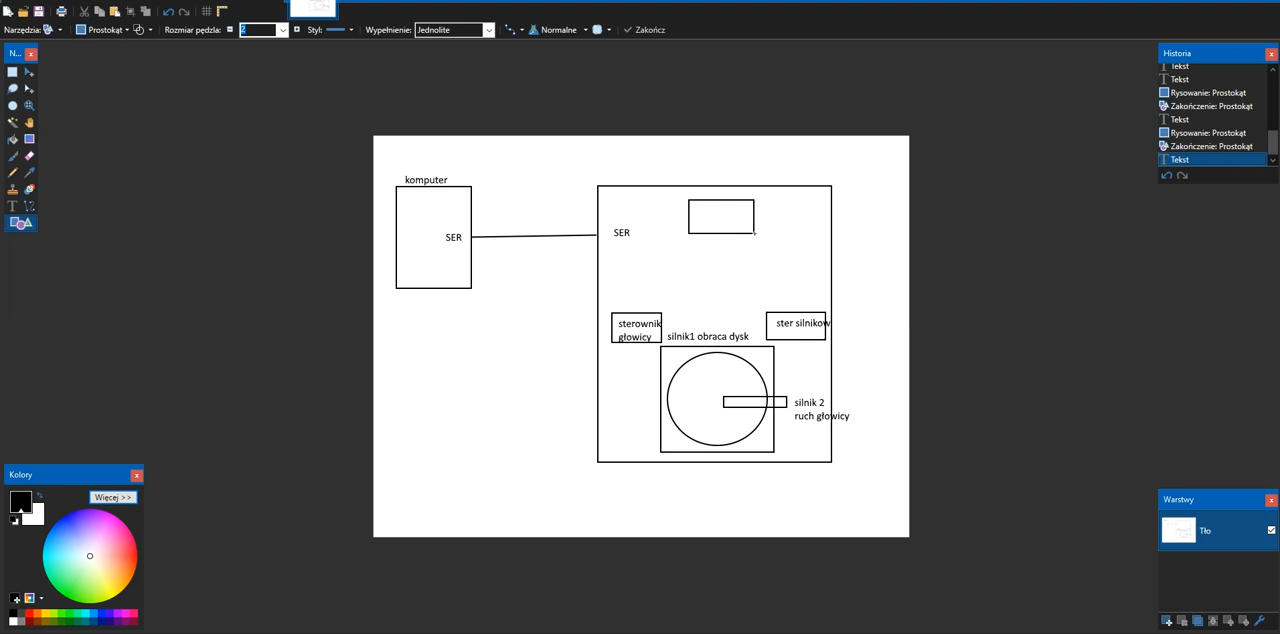 Narzędzia:
Prostokąt
Rozmiar pędzla:
2
Styl:
Wypełnienie:
Jednolite
Normalne
Zakończ
N...
Historia
Tekst
Tekst
Rysowanie: Prostokąt
Zakończenie: Prostokąt
Tekst
Rysowanie: Prostokąt
Zakończenie: Prostokąt
Tekst
komputer
SER
SER
sterownik
głowicy
silnik1 obraca dysk
ster silnikow
silnik 2
ruch głowicy
Kolory
Więcej >>
Warstwy
Tło